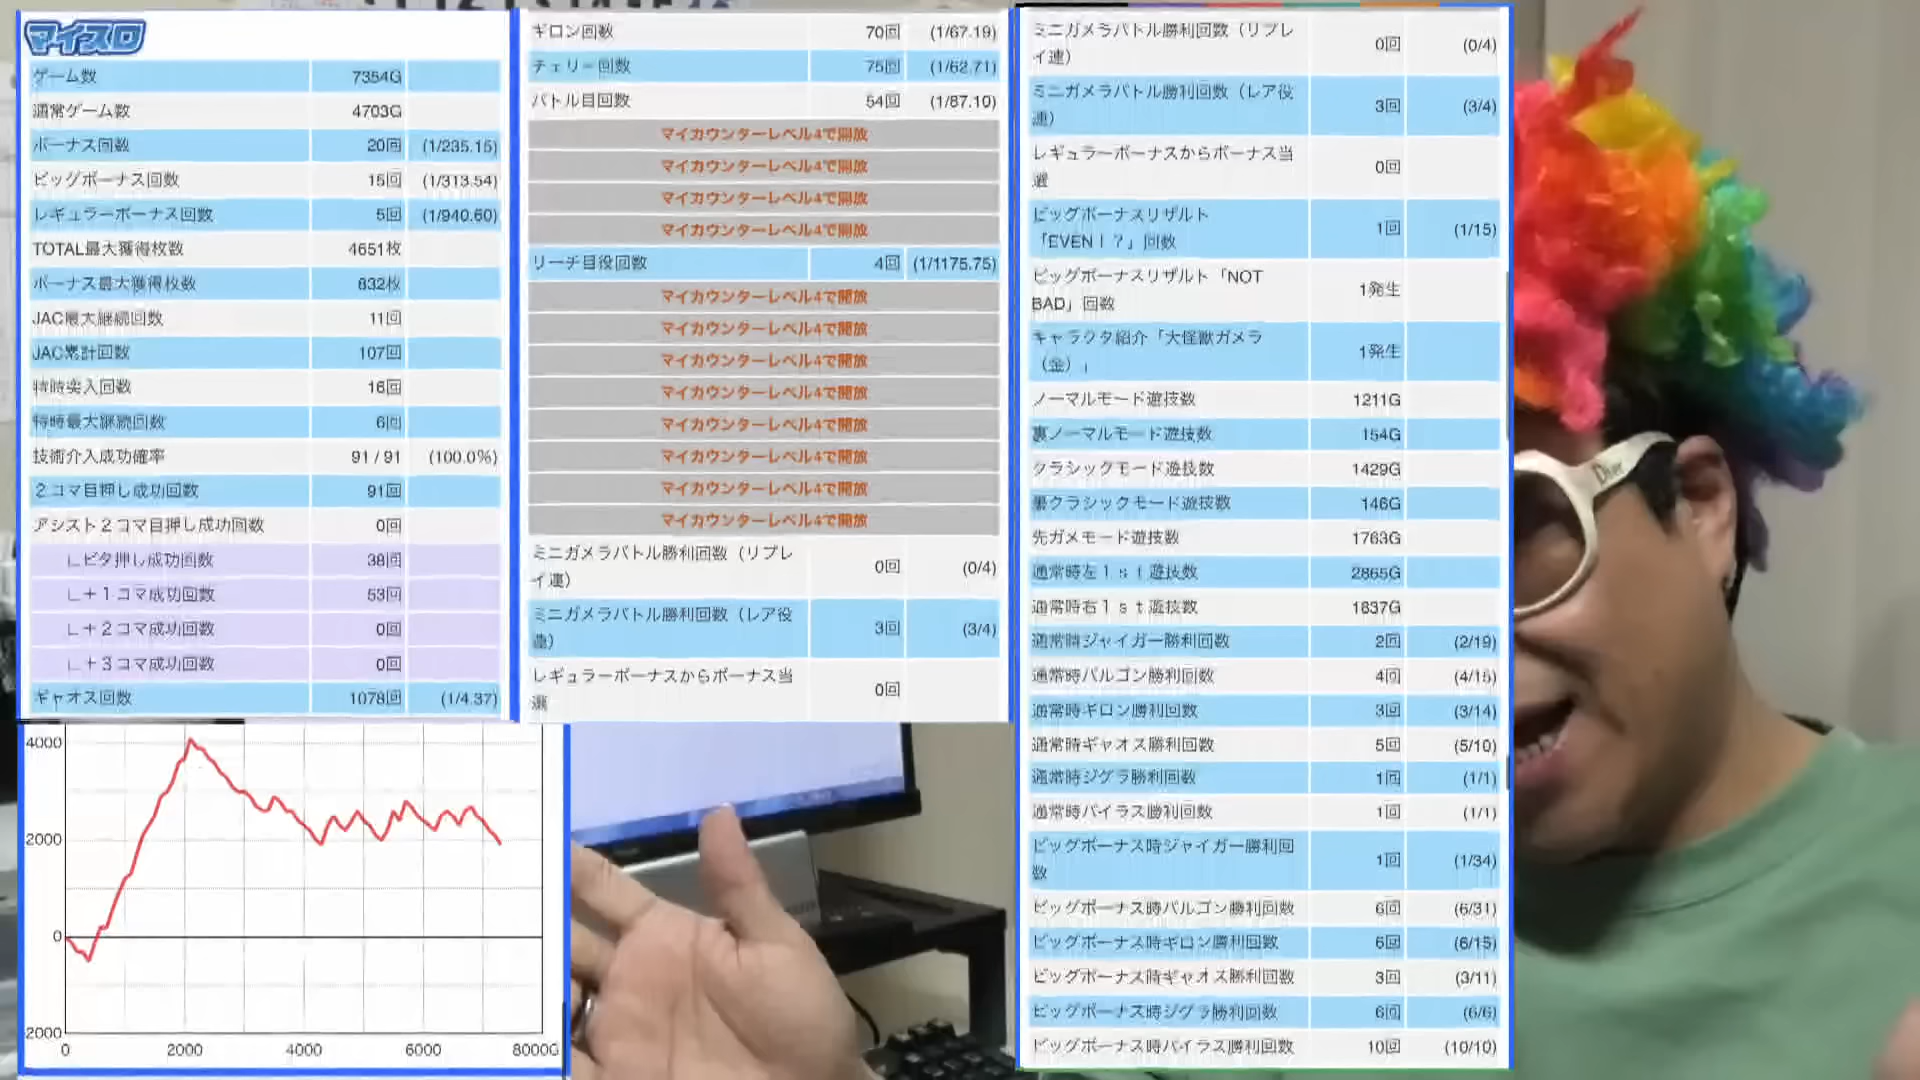 マイスロ
ゲーム数 7354G
通常ゲーム数 4703G
ボーナス回数 20回 (1/235.15)
ビッグボーナス回数 15回 (1/313.54)
レギュラーボーナス回数 5回 (1/940.60)
TOTAL最大獲得枚数 4651枚
ボーナス最大獲得枚数 832枚
JAC最大継続回数 11回
JAC累計回数 107回
特時突入回数 16回
特時最大継続回数 6回
技術介入成功確率 91 / 91 (100.0%)
２コマ目押し成功回数 91回
アシスト２コマ目押し成功回数 0回
∟ビタ押し成功回数 38回
∟＋１コマ成功回数 53回
∟＋２コマ成功回数 0回
∟＋３コマ成功回数 0回
ギャオス回数 1078回 (1/4.37)
4000
2000
0
-2000
0 2000 4000 6000 8000G
ギロン回数 70回 (1/67.19)
チェリー回数 75回 (1/62.71)
バトル目回数 54回 (1/87.10)
マイカウンターレベル4で開放
マイカウンターレベル4で開放
マイカウンターレベル4で開放
マイカウンターレベル4で開放
リーチ目役回数 4回 (1/1175.75)
マイカウンターレベル4で開放
マイカウンターレベル4で開放
マイカウンターレベル4で開放
マイカウンターレベル4で開放
マイカウンターレベル4で開放
マイカウンターレベル4で開放
マイカウンターレベル4で開放
マイカウンターレベル4で開放
ミニガメラバトル勝利回数（リプレ
イ連） 0回 (0/4)
ミニガメラバトル勝利回数（レア役
連） 3回 (3/4)
レギュラーボーナスからボーナス当
選 0回
ミニガメラバトル勝利回数（リプレ
イ連） 0回 (0/4)
ミニガメラバトル勝利回数（レア役
連） 3回 (3/4)
レギュラーボーナスからボーナス当
選 0回
ビッグボーナスリザルト
「EVEN！？」回数 1回 (1/15)
ビッグボーナスリザルト「NOT
BAD」回数 1発生
キャラクタ紹介「大怪獣ガメラ
（金）」 1発生
ノーマルモード遊技数 1211G
裏ノーマルモード遊技数 154G
クラシックモード遊技数 1429G
裏クラシックモード遊技数 146G
先ガメモード遊技数 1763G
通常時左１ｓｔ遊技数 2865G
通常時右１ｓｔ遊技数 1837G
通常時ジャイガー勝利回数 2回 (2/19)
通常時バルゴン勝利回数 4回 (4/15)
通常時ギロン勝利回数 3回 (3/14)
通常時ギャオス勝利回数 5回 (5/10)
通常時ジグラ勝利回数 1回 (1/1)
通常時バイラス勝利回数 1回 (1/1)
ビッグボーナス時ジャイガー勝利回
数 1回 (1/34)
ビッグボーナス時バルゴン勝利回数 6回 (6/31)
ビッグボーナス時ギロン勝利回数 6回 (6/15)
ビッグボーナス時ギャオス勝利回数 3回 (3/11)
ビッグボーナス時ジグラ勝利回数 6回 (6/6)
ビッグボーナス時バイラス勝利回数 10回 (10/10)
Dior